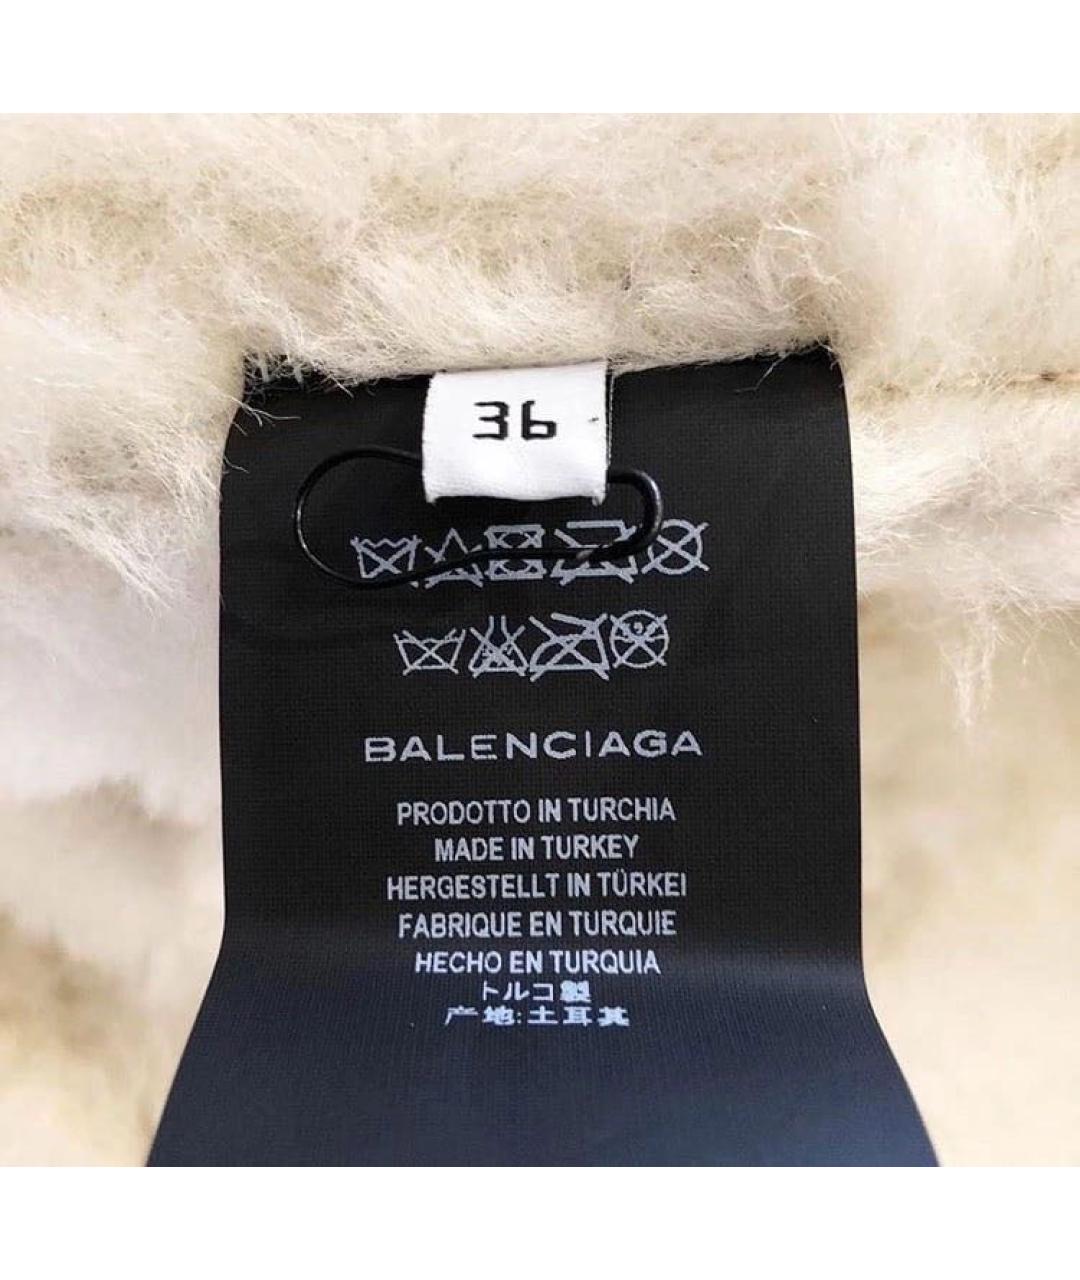 36
BALENCIAGA
PRODOTTO IN TURCHIA
MADE IN TURKEY
HERGESTELLT IN TÜRKEI
FABRIQUE EN TURQUIE
HECHO EN TURQUIA
トルコ製
产地:土耳其